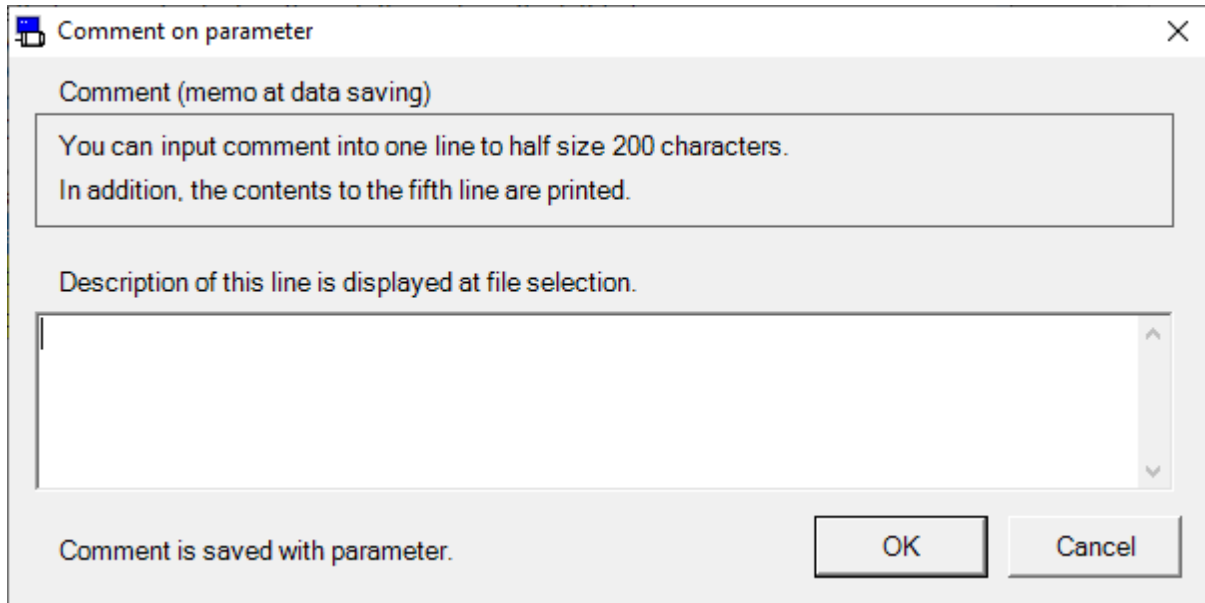 Comment on parameter
Comment (memo at data saving)
You can input comment into one line to half size 200 characters.
In addition, the contents to the fifth line are printed.
Description of this line is displayed at file selection.
Comment is saved with parameter.
OK
Cancel